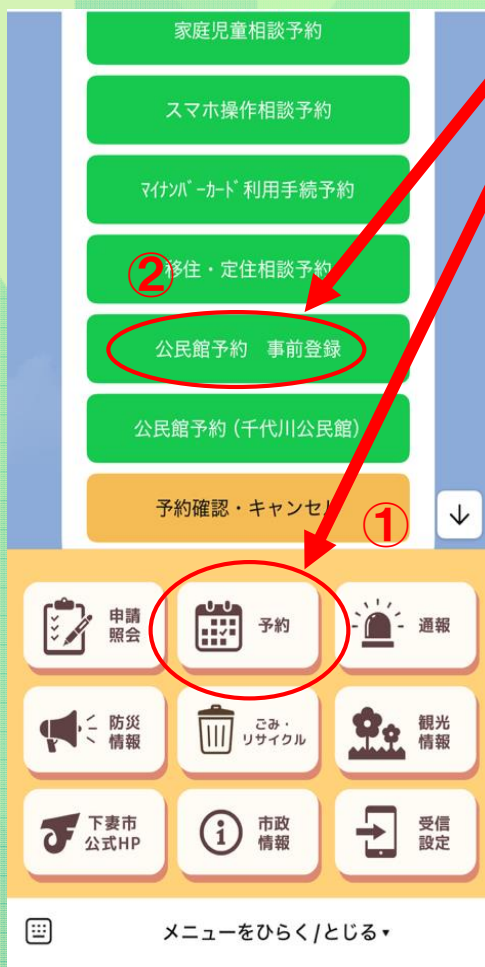 家庭児童相談予約
スマホ操作相談予約
ﾏｲﾅﾝﾊﾞｰｶｰﾄﾞ利用手続予約
②
移住・定住相談予約
公民館予約　事前登録
公民館予約（千代川公民館）
予約確認・キャンセル
①
申請
照会
予約
通報
防災
情報
ごみ・
リサイクル
観光
情報
下妻市
公式HP
市政
情報
受信
設定
メニューをひらく/とじる▾